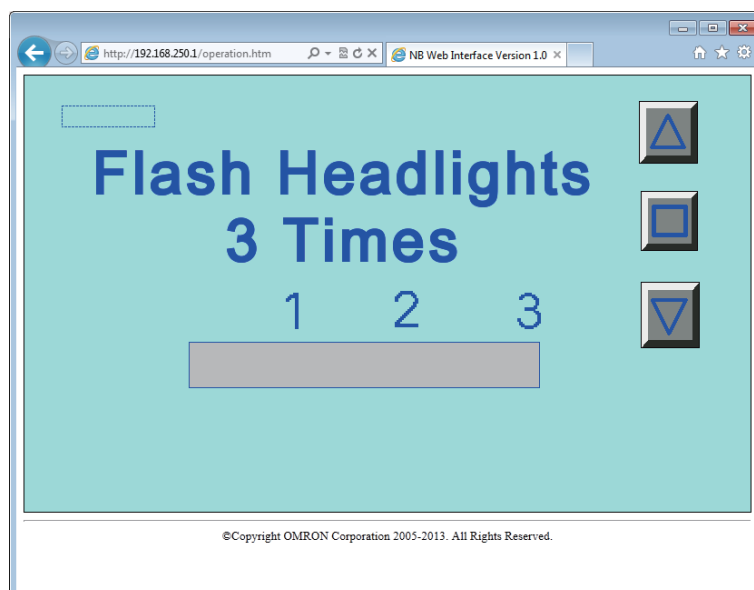 http://192.168.250.1/operation.htm
NB Web Interface Version 1.0
Flash Headlights
3 Times
1 2 3
©Copyright OMRON Corporation 2005-2013. All Rights Reserved.